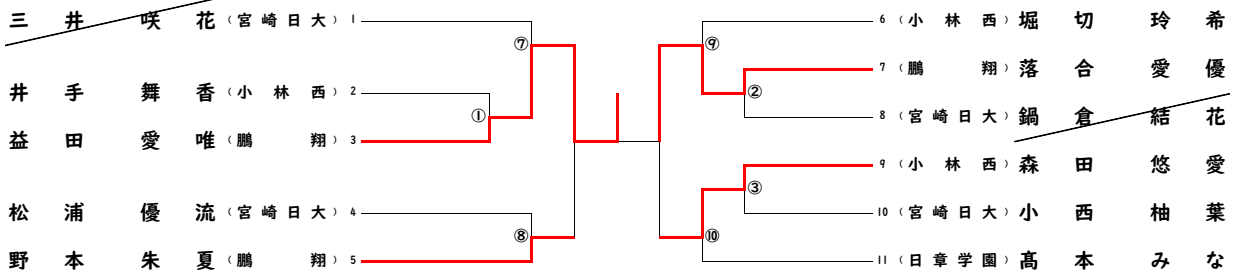 三井咲花（宮崎日大）1
井手舞香（小林西）2
益田愛唯（鵬翔）3
松浦優流（宮崎日大）4
野本朱夏（鵬翔）5
⑦
①
⑧
⑨
②
③
⑩
6（小林西）堀切玲希
7（鵬翔）落合愛優
8（宮崎日大）鍋倉結花
9（小林西）森田悠愛
10（宮崎日大）小西柚葉
11（日章学園）髙本みな